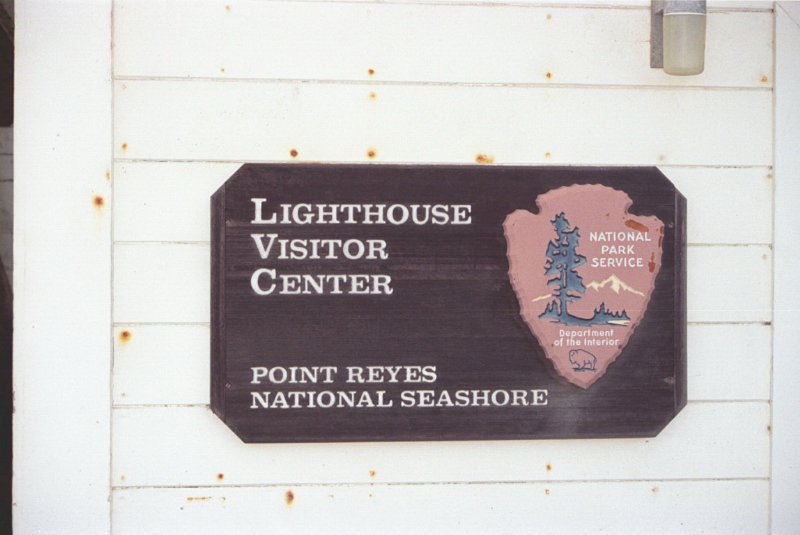 LIGHTHOUSE
VISITOR
CENTER
POINT REYES
NATIONAL SEASHORE
NATIONAL
PARK
SERVICE
Department
of the Interior